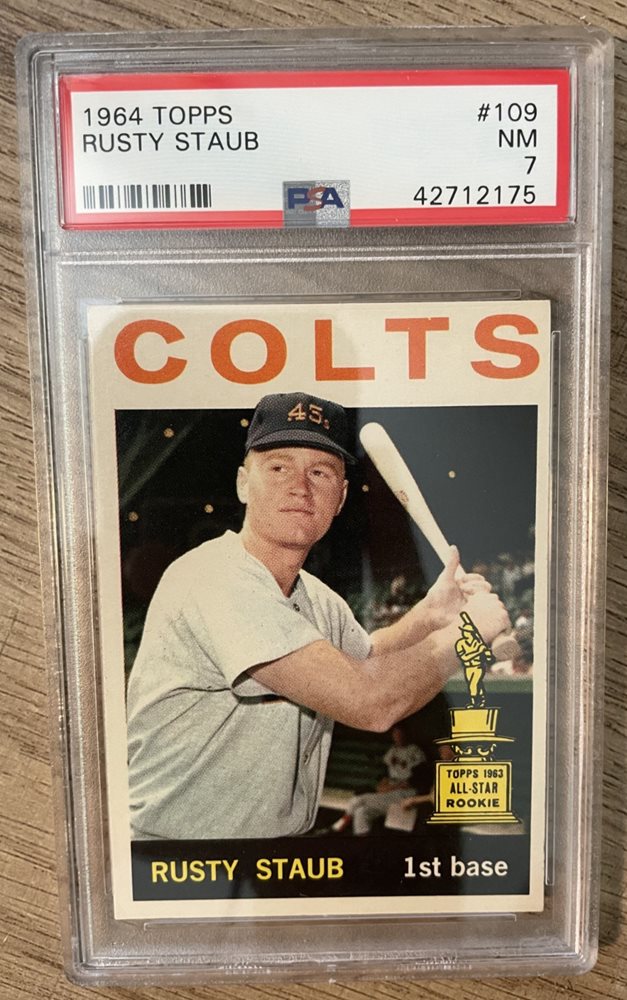 1964 TOPPS #109
RUSTY STAUB NM
7
PSA 42712175
COLTS
45s
TOPPS 1963
ALL-STAR
ROOKIE
RUSTY STAUB 1st base